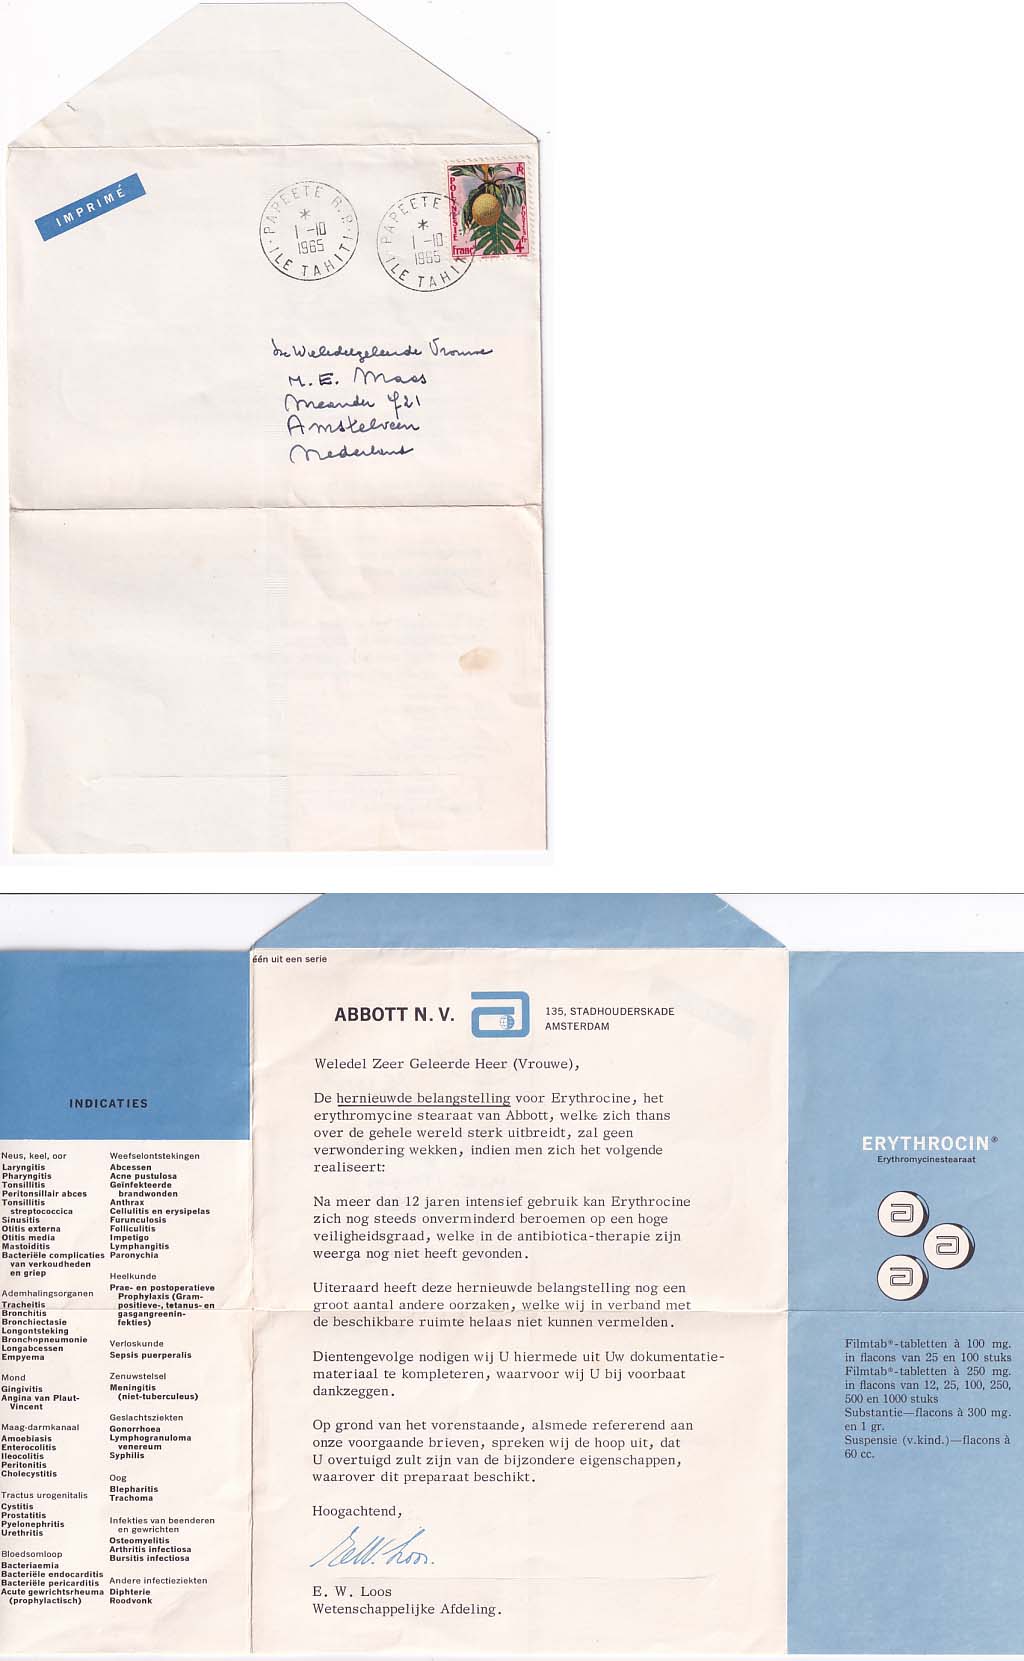 IMPRIMÉ
PAPEETE R.P.
*
1-10
1965
ILE TAHITI
PAPEETE
*
1-10
1965
ILE TAHITI
POLYNESIE
RF
POSTES
Franc
4F
M. E. Maas
Meander 721
Amstelveen
Nederland
één uit een serie
ABBOTT N. V.
135, STADHOUDERSKADE
AMSTERDAM
Weledel Zeer Geleerde Heer (Vrouwe),
De hernieuwde belangstelling voor Erythrocine, het
erythromycine stearaat van Abbott, welke zich thans
over de gehele wereld sterk uitbreidt, zal geen
verwondering wekken, indien men zich het volgende
realiseert:
Na meer dan 12 jaren intensief gebruik kan Erythrocine
zich nog steeds onverminderd beroemen op een hoge
veiligheidsgraad, welke in de antibiotica-therapie zijn
weerga nog niet heeft gevonden.
Uiteraard heeft deze hernieuwde belangstelling nog een
groot aantal andere oorzaken, welke wij in verband met
de beschikbare ruimte helaas niet kunnen vermelden.
Dientengevolge nodigen wij U hiermede uit Uw dokumentatie-
materiaal te kompleteren, waarvoor wij U bij voorbaat
dankzeggen.
Op grond van het vorenstaande, alsmede refererend aan
onze voorgaande brieven, spreken wij de hoop uit, dat
U overtuigd zult zijn van de bijzondere eigenschappen,
waarover dit preparaat beschikt.
Hoogachtend,
E.W. Loos.
E. W. Loos
Wetenschappelijke Afdeling.
INDICATIES
Neus, keel, oor
Laryngitis
Pharyngitis
Tonsillitis
Peritonsillair abces
Tonsillitis
streptococcica
Sinusitis
Otitis externa
Otitis media
Mastoiditis
Bacteriële complicaties
van verkoudheden
en griep
Ademhalingsorganen
Tracheitis
Bronchitis
Bronchiectasie
Longontsteking
Bronchopneumonie
Longabcessen
Empyema
Mond
Gingivitis
Angina van Plaut-
Vincent
Maag-darmkanaal
Amoebiasis
Enterocolitis
Ileocolitis
Peritonitis
Cholecystitis
Tractus urogenitalis
Cystitis
Prostatitis
Pyelonephritis
Urethritis
Bloedsomloop
Bacteriaemia
Bacteriële endocarditis
Bacteriële pericarditis
Acute gewrichtsrheuma
(prophylactisch)
Weefselontstekingen
Abcessen
Acne pustulosa
Geïnfekteerde
brandwonden
Anthrax
Cellulitis en erysipelas
Furunculosis
Folliculitis
Impetigo
Lymphangitis
Paronychia
Heelkunde
Prae- en postoperatieve
Prophylaxis (Gram-
positieve-, tetanus- en
gasgangreenin-
fekties)
Verloskunde
Sepsis puerperalis
Zenuwstelsel
Meningitis
(niet-tuberculeus)
Geslachtsziekten
Gonorrhoea
Lymphogranuloma
venereum
Syphilis
Oog
Blepharitis
Trachoma
Infekties van beenderen
en gewrichten
Osteomyelitis
Arthritis infectiosa
Bursitis infectiosa
Andere infectieziekten
Diphterie
Roodvonk
ERYTHROCIN®
Erythromycinestearaat
a
a
a
Filmtab®-tabletten à 100 mg.
in flacons van 25 en 100 stuks
Filmtab®-tabletten à 250 mg.
in flacons van 12, 25, 100, 250,
500 en 1000 stuks
Substantie—flacons à 300 mg.
en 1 gr.
Suspensie (v.kind.)—flacons à
60 cc.